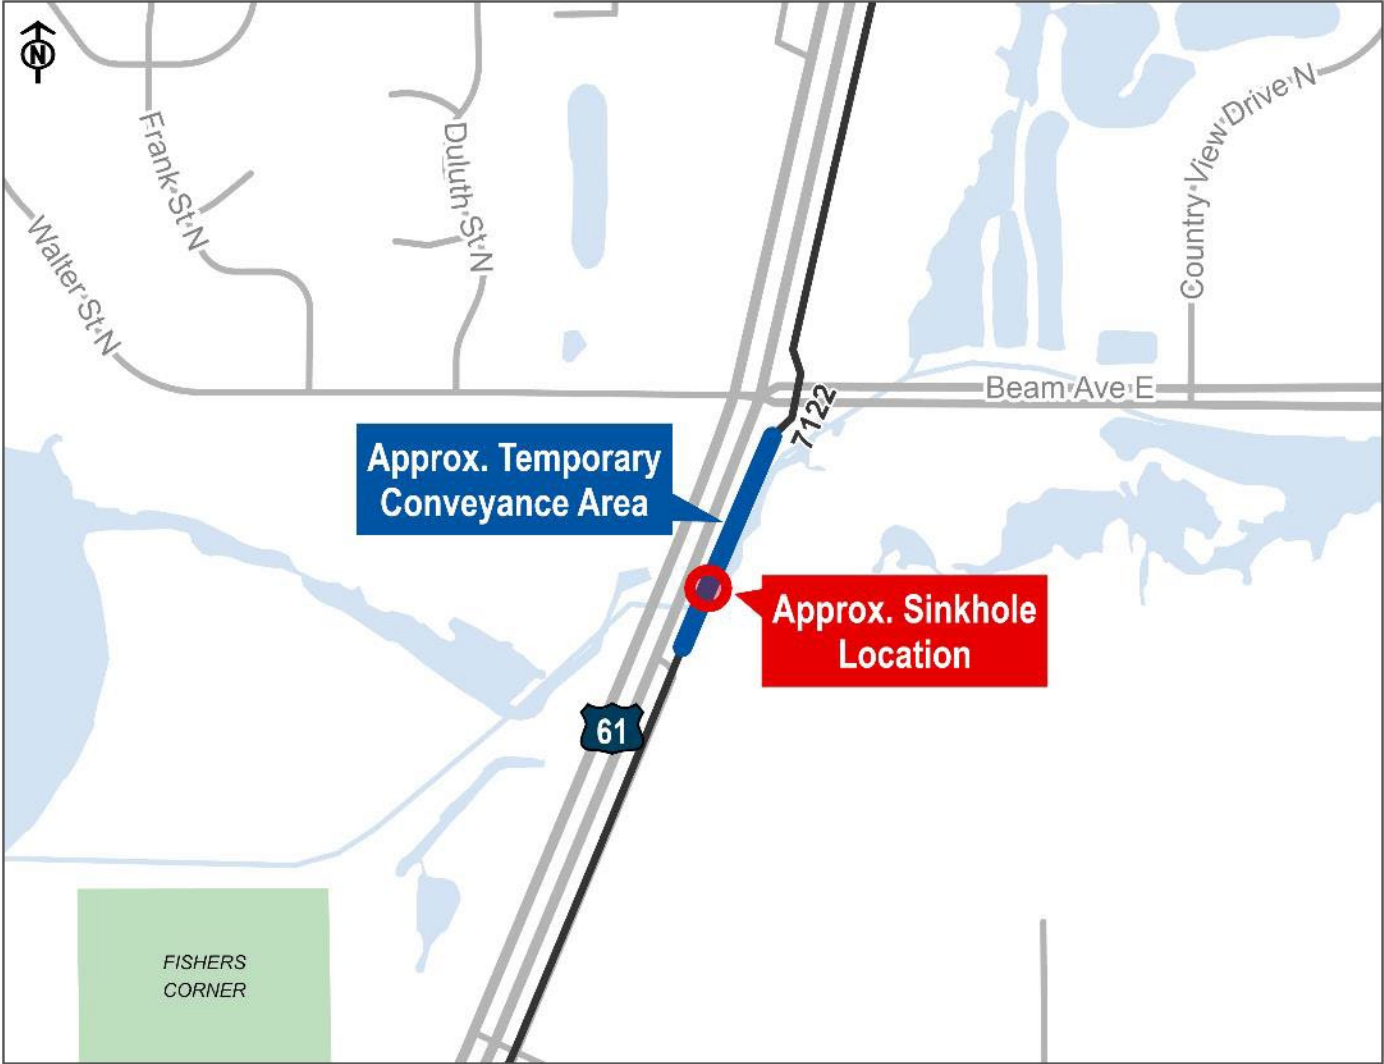 N
Frank St N
Duluth St N
Walter St N
Country View Drive N
Beam Ave E
7122
Approx. Temporary
Conveyance Area
Approx. Sinkhole
Location
61
FISHERS
CORNER